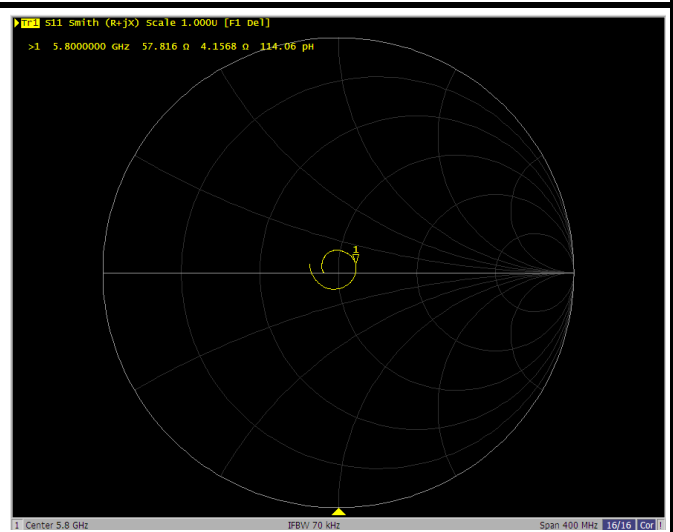 Tr1 S11 Smith (R+jX) Scale 1.000U [F1 Del]
>1 5.8000000 GHz 57.816 Ω 4.1568 Ω 114.06 pH
1
1 Center 5.8 GHz IFBW 70 kHz Span 400 MHz 16/16 Cor !